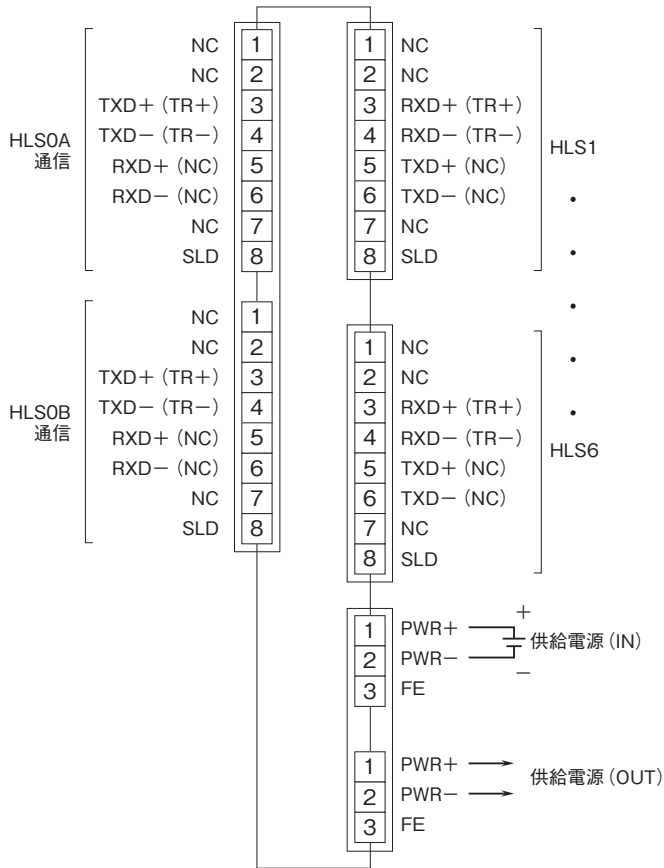 HLS0A
通信
NC 1
NC 2
TXD+(TR+) 3
TXD−(TR−) 4
RXD+(NC) 5
RXD−(NC) 6
NC 7
SLD 8
HLS0B
通信
NC 1
NC 2
TXD+(TR+) 3
TXD−(TR−) 4
RXD+(NC) 5
RXD−(NC) 6
NC 7
SLD 8
1 NC
2 NC
3 RXD+(TR+)
4 RXD−(TR−)
5 TXD+(NC)
6 TXD−(NC)
7 NC
8 SLD
HLS1
1 NC
2 NC
3 RXD+(TR+)
4 RXD−(TR−)
5 TXD+(NC)
6 TXD−(NC)
7 NC
8 SLD
HLS6
1 PWR+
2 PWR−
3 FE
+
供給電源(IN)
−
1 PWR+
2 PWR−
3 FE
供給電源(OUT)